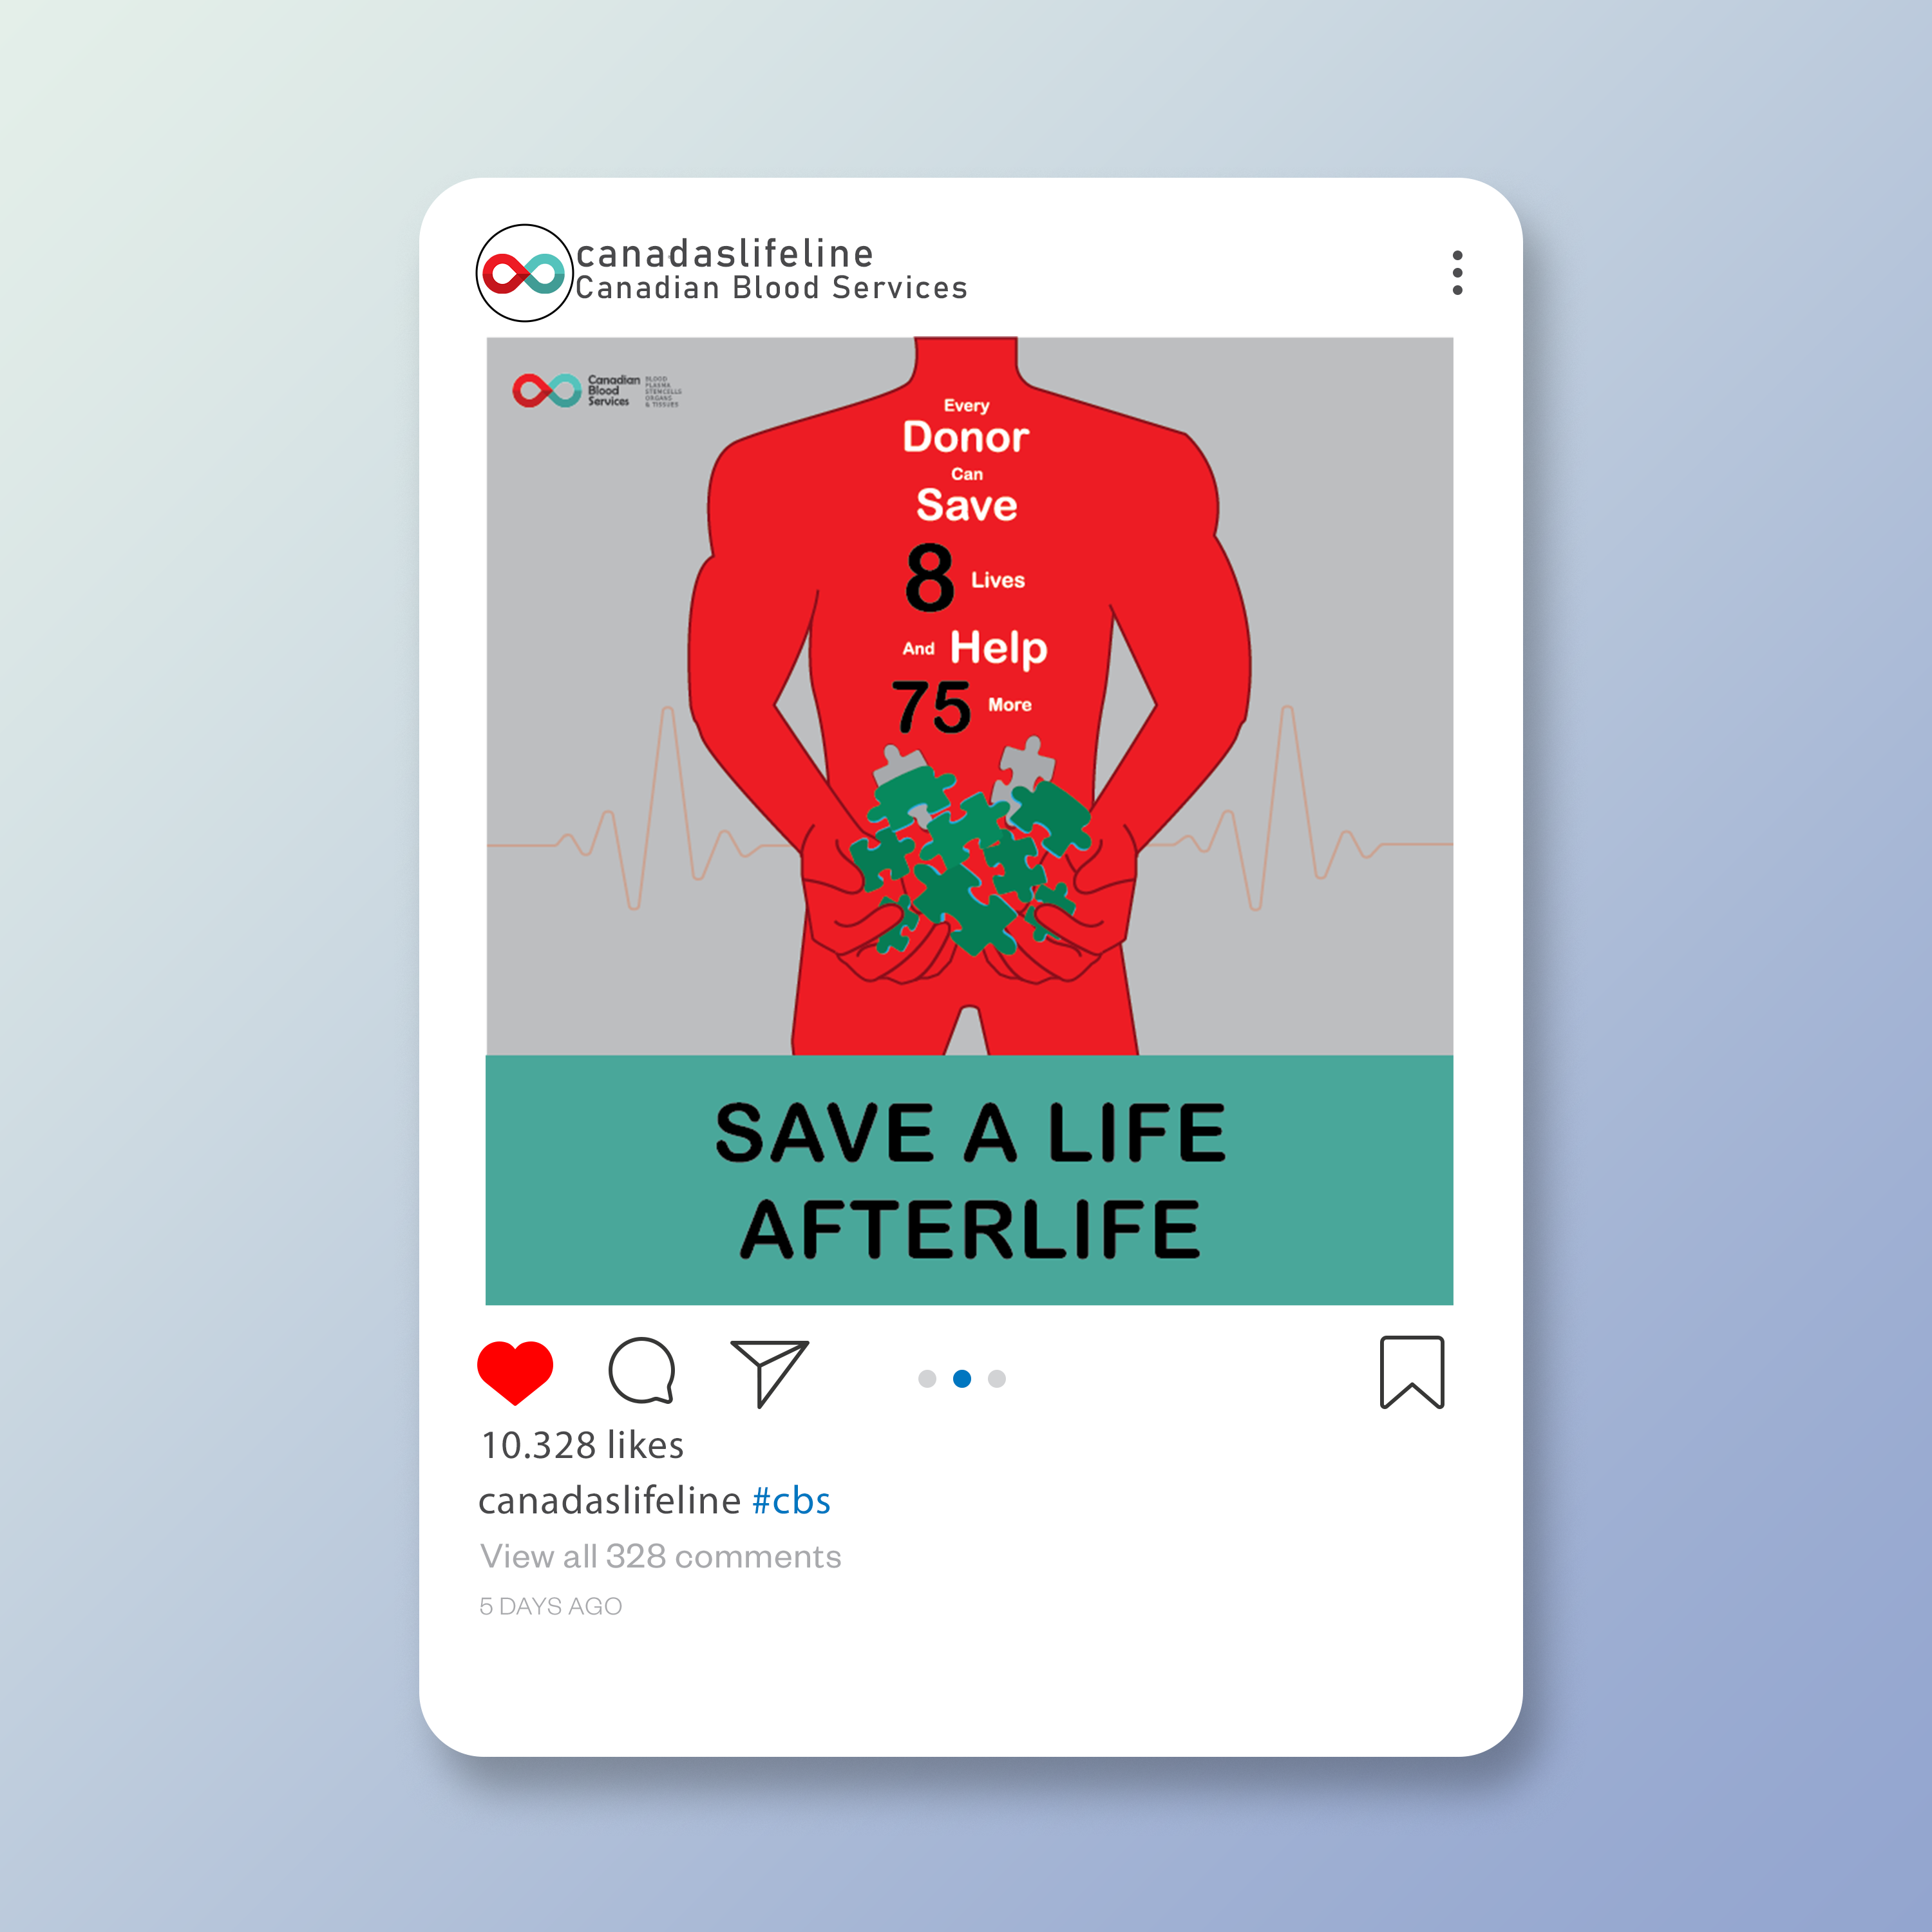 canadaslifeline
Canadian Blood Services
Canadian
Blood
Services
BLOOD
PLASMA
STEM CELLS
ORGANS
& TISSUES
Every
Donor
Can
Save
8 Lives
And Help
75 More
SAVE A LIFE
AFTERLIFE
10.328 likes
canadaslifeline #cbs
View all 328 comments
5 DAYS AGO